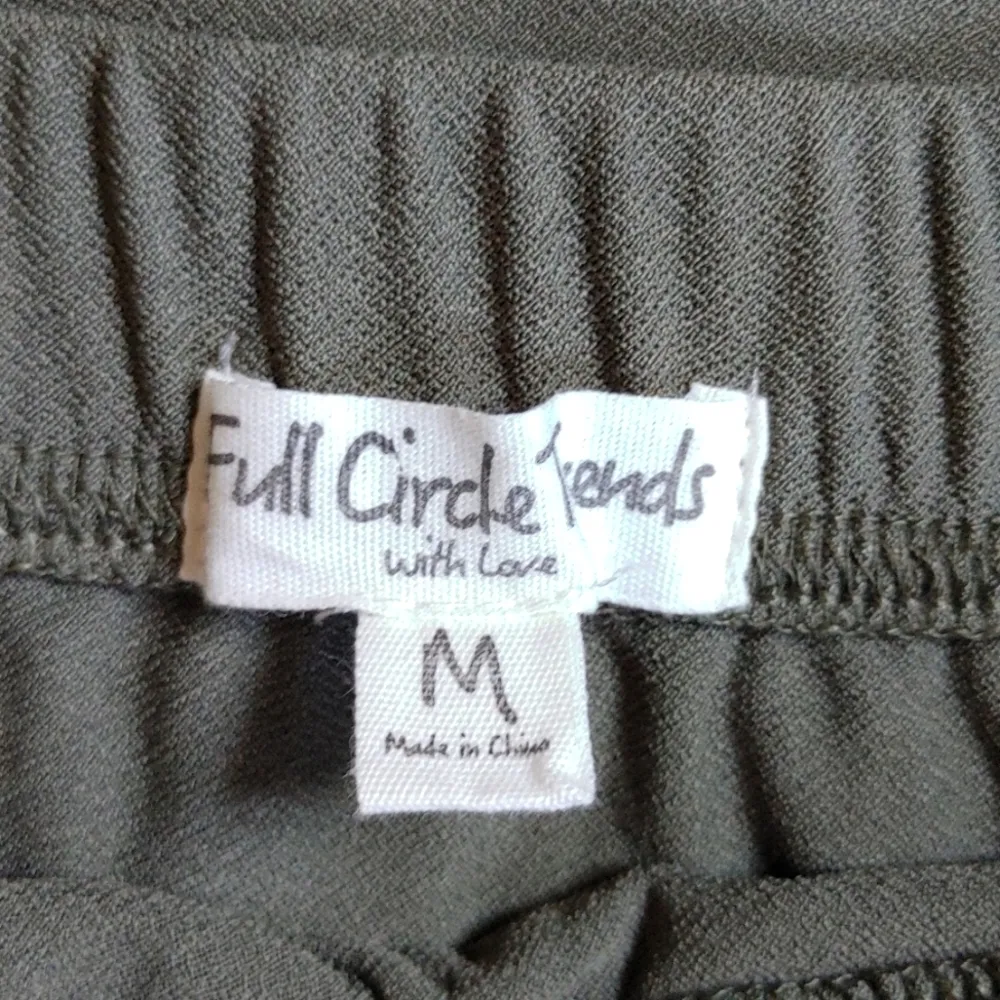 Full Circle Trends
with Love
M
Made in China